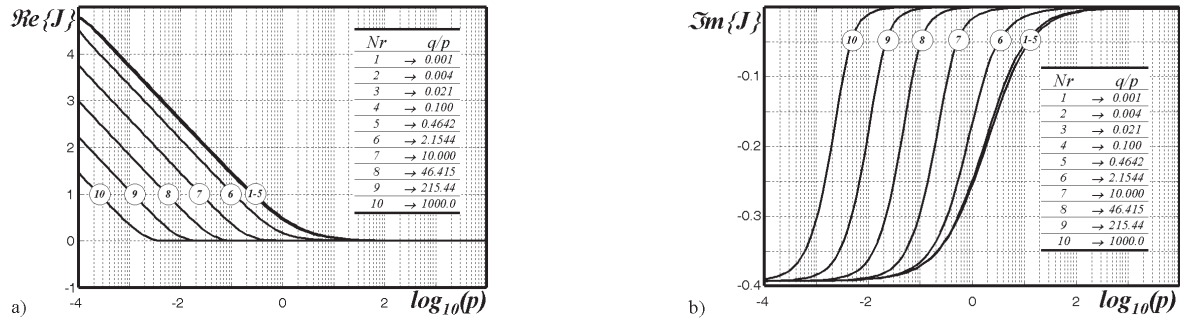 ℜe{J}
4
3
2
1
0
-1
Nr q/p
1 → 0.001
2 → 0.004
3 → 0.021
4 → 0.100
5 → 0.4642
6 → 2.1544
7 → 10.000
8 → 46.415
9 → 215.44
10 → 1000.0
10 9 8 7 6 1-5
-4 -2 0 2 log10(p)
a)
ℑm{J}
-0.1
-0.2
-0.3
-0.4
10 9 8 7 6 1-5
Nr q/p
1 → 0.001
2 → 0.004
3 → 0.021
4 → 0.100
5 → 0.4642
6 → 2.1544
7 → 10.000
8 → 46.415
9 → 215.44
10 → 1000.0
-4 -2 0 2 log10(p)
b)